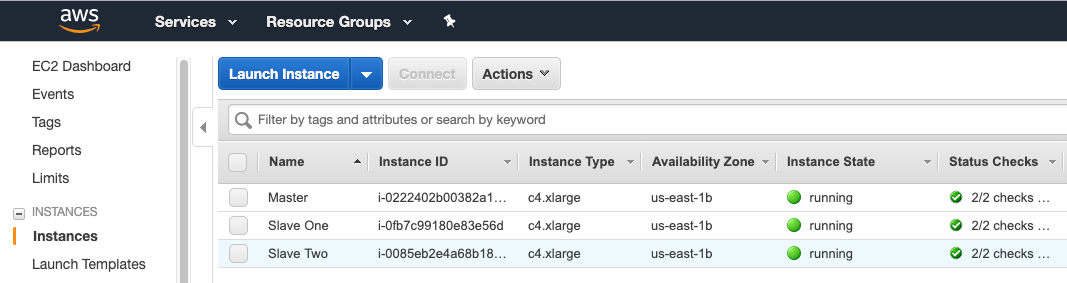 aws Services Resource Groups
EC2 Dashboard
Events
Tags
Reports
Limits
INSTANCES
Instances
Launch Templates
Launch Instance Connect Actions
Filter by tags and attributes or search by keyword
Name Instance ID Instance Type Availability Zone Instance State Status Checks
Master i-0222402b00382a1... c4.xlarge us-east-1b running 2/2 checks ...
Slave One i-0fb7c99180e83e56d c4.xlarge us-east-1b running 2/2 checks ...
Slave Two i-0085eb2e4a68b18... c4.xlarge us-east-1b running 2/2 checks ...